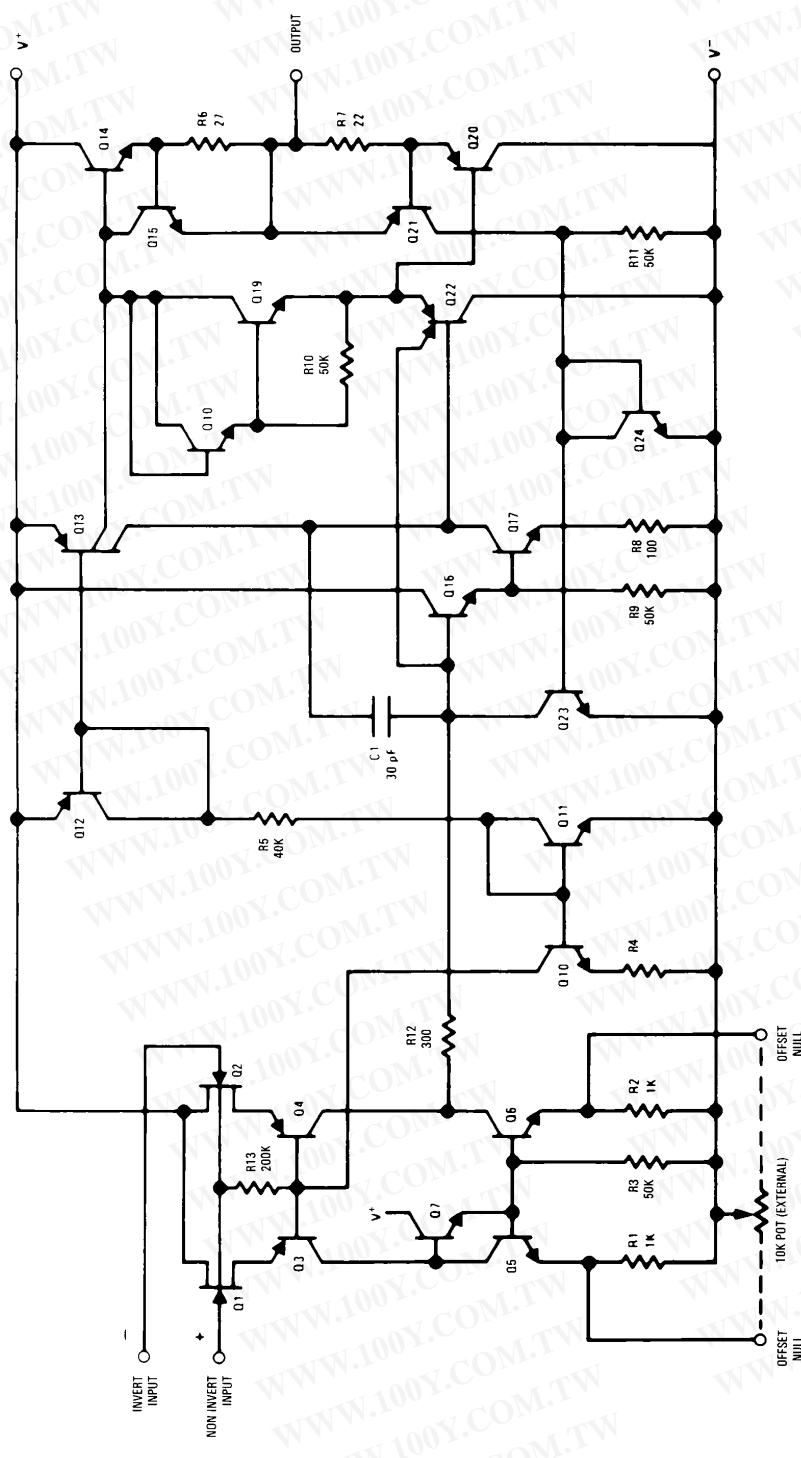 V+
OUTPUT
V−
Q14
R6
27
R7
22
Q20
Q15
Q21
R11
50K
Q19
Q22
R10
50K
Q10
Q24
Q13
Q17
R8
100
Q16
R9
50K
C1
30 pF
Q23
Q12
R5
40K
Q11
Q10
R4
R12
300
Q2
Q4
Q6
R2
1K
OFFSET
NULL
R13
200K
R3
50K
V+
Q7
Q3
Q5
R1
1K
10K POT (EXTERNAL)
Q1
−
INVERT
INPUT
+
NON INVERT
INPUT
OFFSET
NULL
WWW.100Y.COM.TW